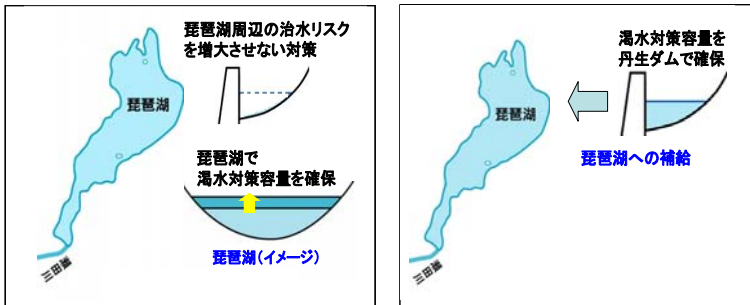 琵琶湖周辺の治水リスク
を増大させない対策
琵琶湖
琵琶湖で
渇水対策容量を確保
琵琶湖(イメージ)
瀬田川
渇水対策容量を
丹生ダムで確保
琵琶湖
琵琶湖への補給
瀬田川